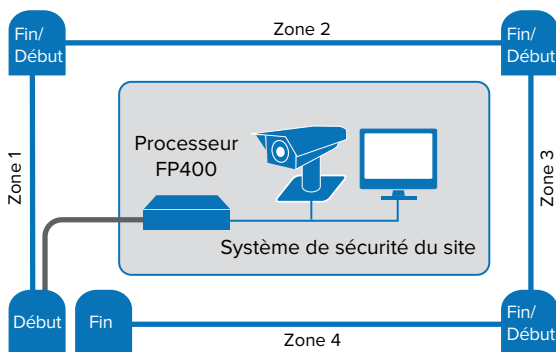 Fin/
Début
Zone 2
Fin/
Début
Zone 1
Processeur
FP400
Zone 3
Système de sécurité du site
Début
Fin
Zone 4
Fin/
Début